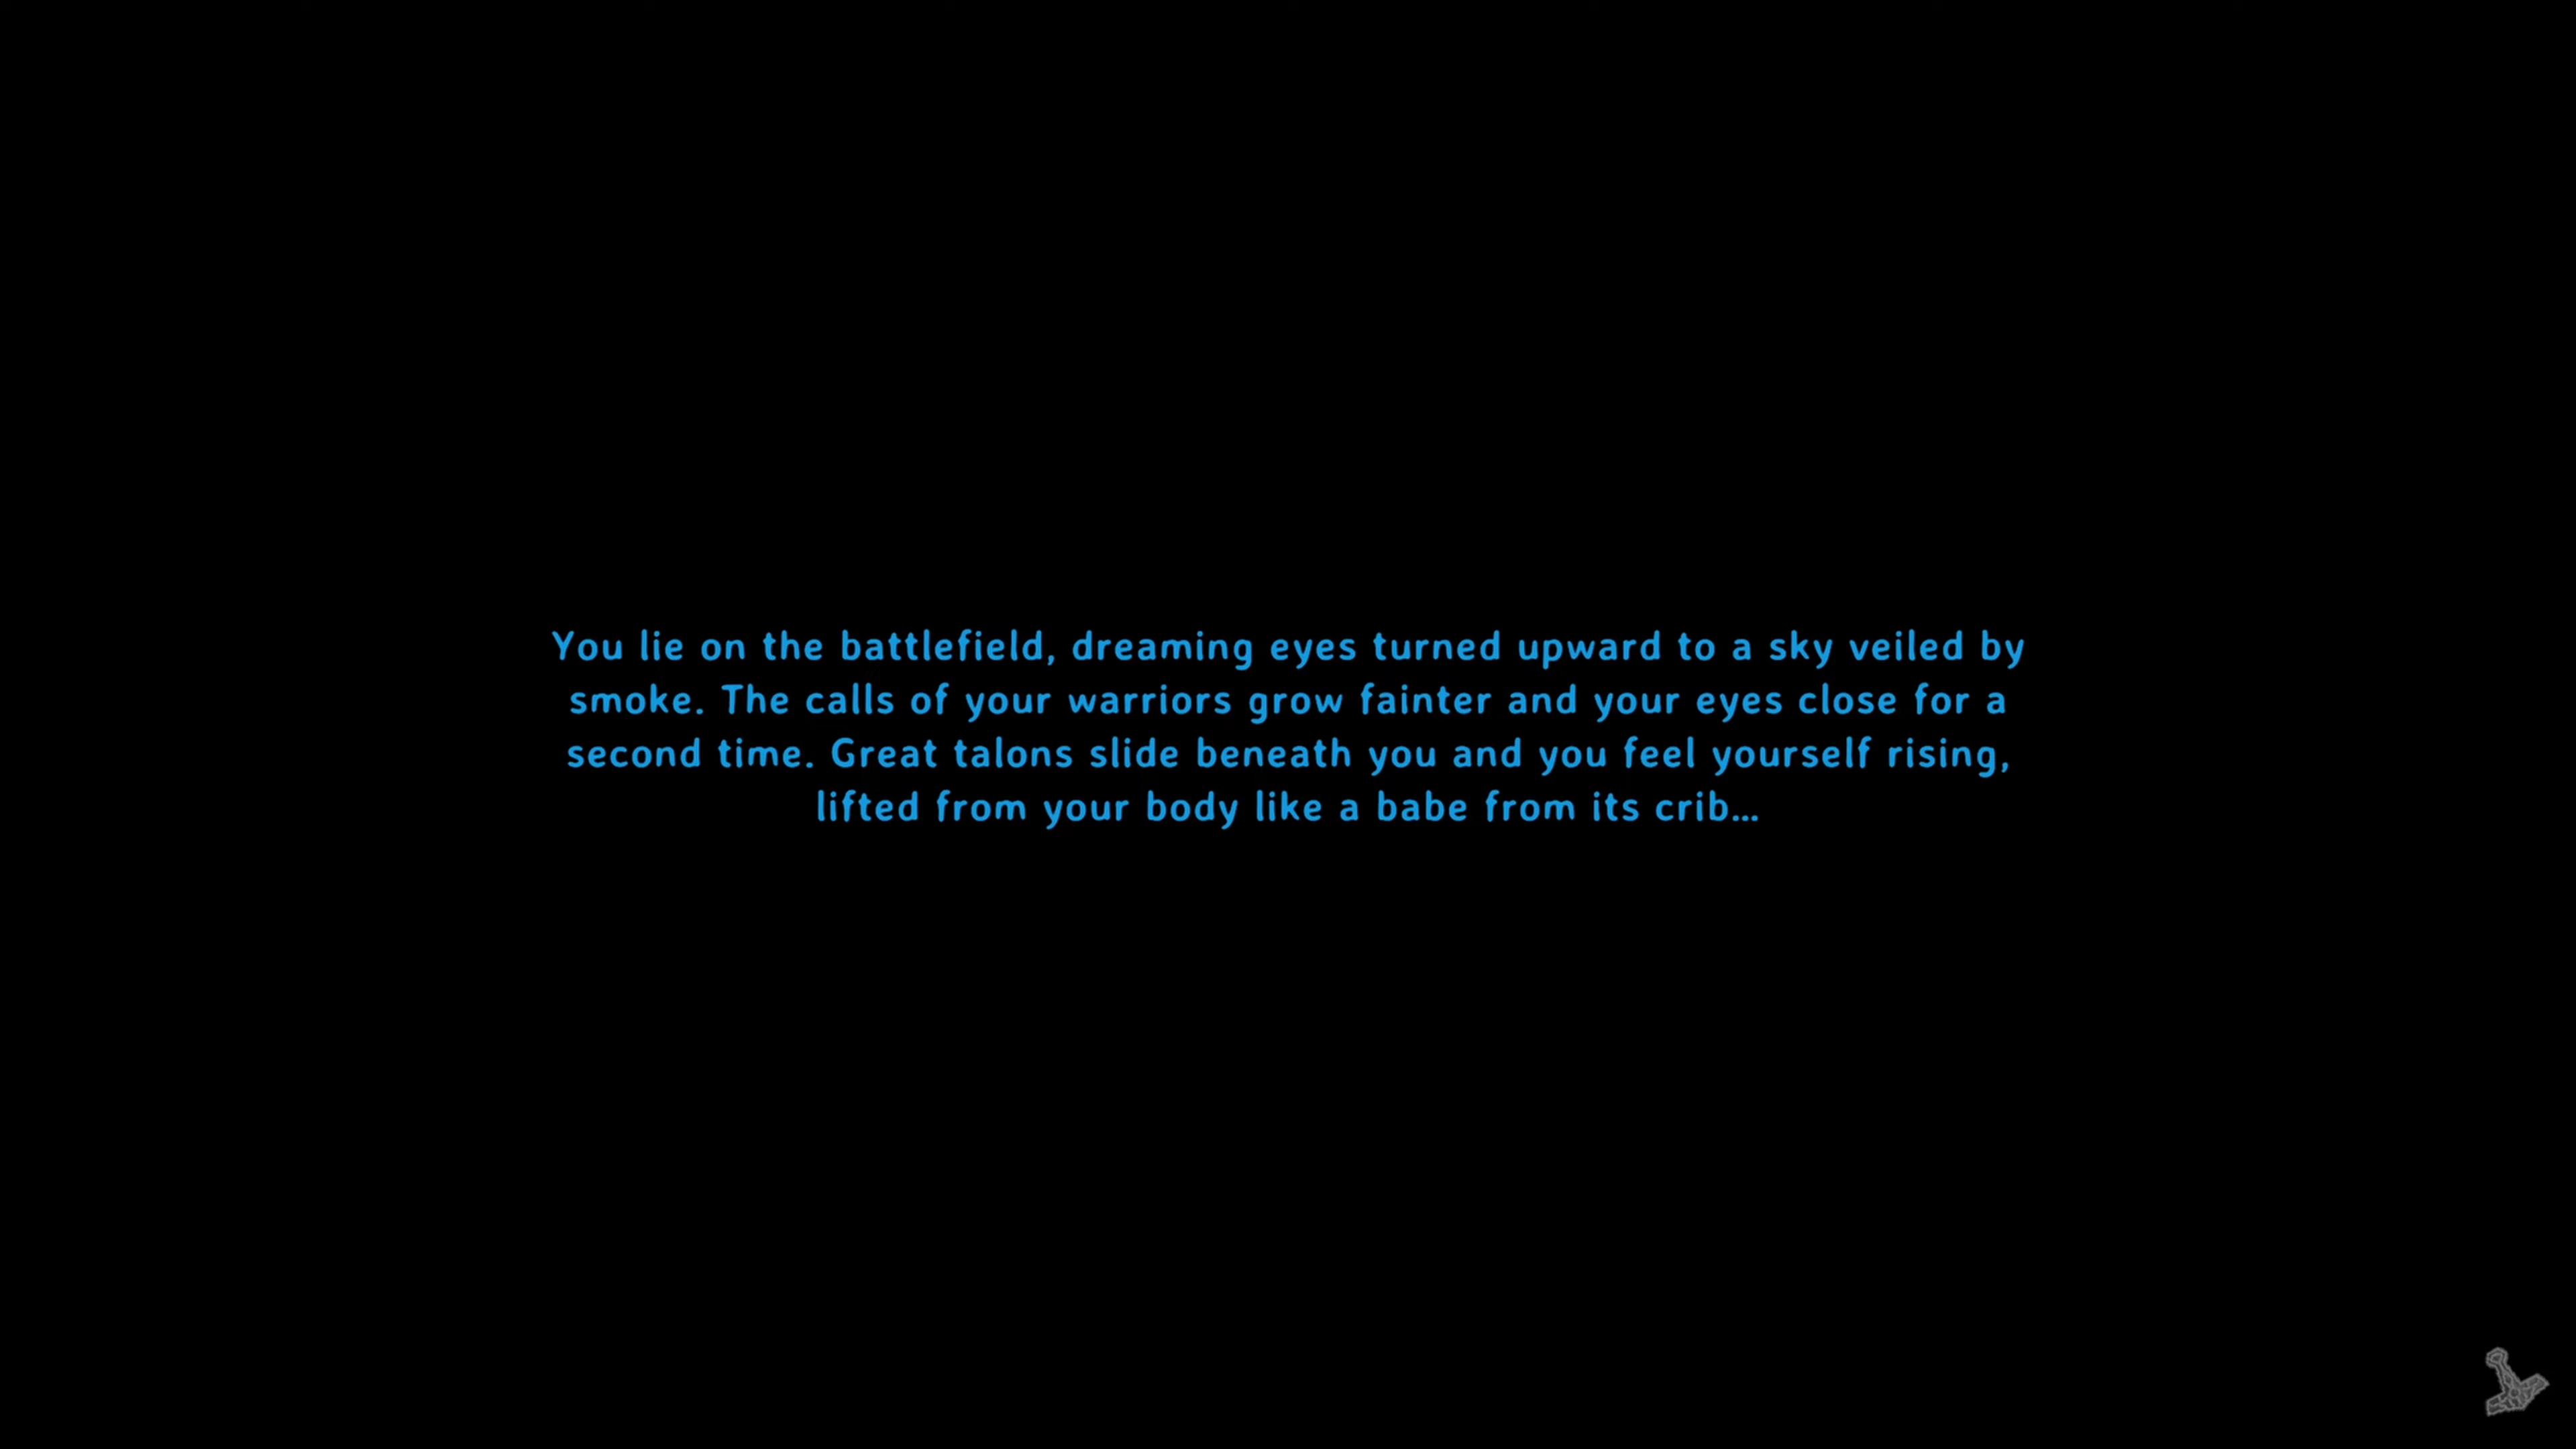 You lie on the battlefield, dreaming eyes turned upward to a sky veiled by
smoke. The calls of your warriors grow fainter and your eyes close for a
second time. Great talons slide beneath you and you feel yourself rising,
lifted from your body like a babe from its crib...